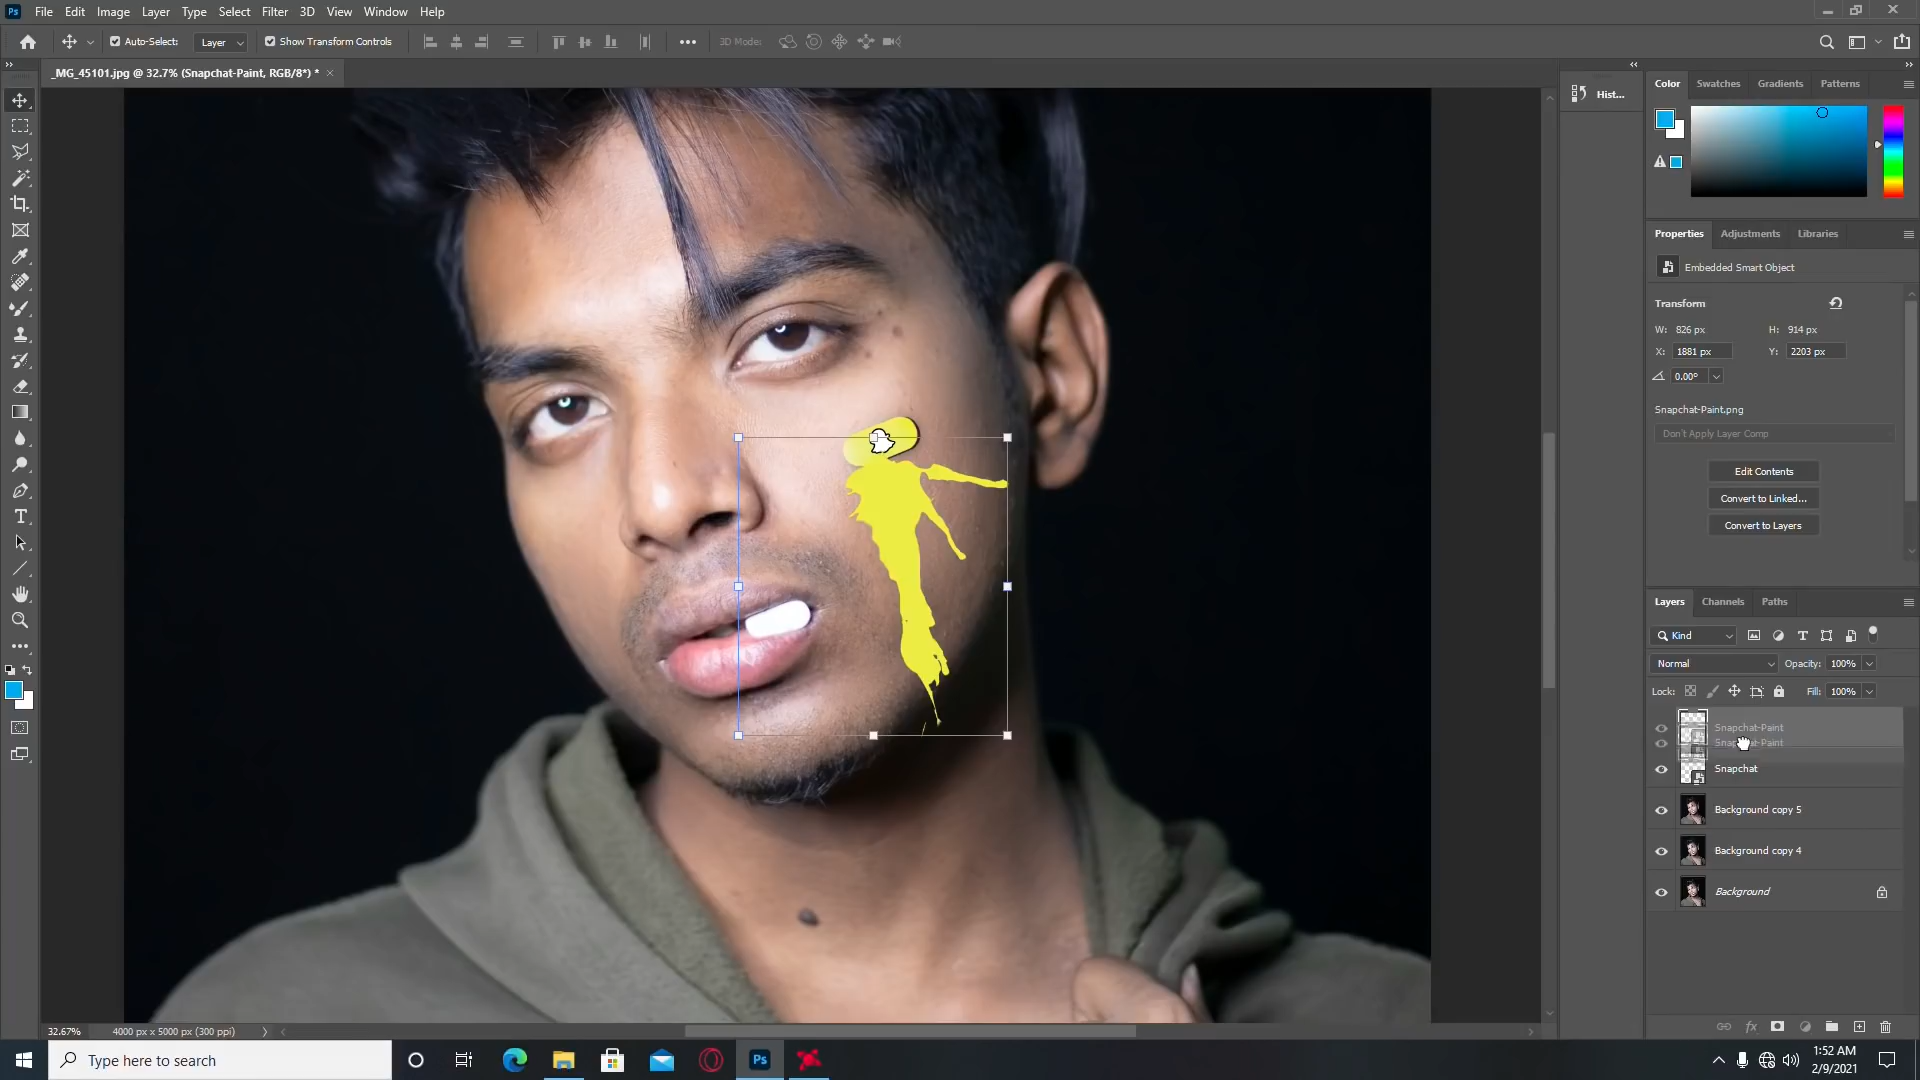 Ps File Edit Image Layer Type Select Filter 3D View Window Help
Auto-Select: Layer Show Transform Controls 3D Mode:
_MG_45101.jpg @ 32.7% (Snapchat-Paint, RGB/8*) *
Hist...
Color Swatches Gradients Patterns
Properties Adjustments Libraries
Embedded Smart Object
Transform
W: 826 px H: 914 px
X: 1881 px Y: 2203 px
0.00°
Snapchat-Paint.png
Don't Apply Layer Comp
Edit Contents
Convert to Linked...
Convert to Layers
Layers Channels Paths
Kind
Normal Opacity: 100%
Lock: Fill: 100%
Snapchat-Paint
Snapchat-Paint
Snapchat
Background copy 5
Background copy 4
Background
32.67% 4000 px x 5000 px (300 ppi)
Type here to search
Ps
1:52 AM
2/9/2021